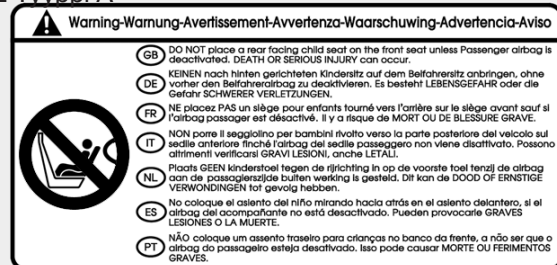 Warning-Warnung-Avertissement-Avvertenza-Waarschuwing-Advertencia-Aviso
GB DO NOT place a rear facing child seat on the front seat unless Passenger airbag is
deactivated. DEATH OR SERIOUS INJURY can occur.
DE KEINEN nach hinten gerichteten Kindersitz auf dem Beifahrersitz anbringen, ohne
vorher den Beifahrerairbag zu deaktivieren. Es besteht LEBENSGEFAHR oder die
Gefahr SCHWERER VERLETZUNGEN.
FR NE placez PAS un siège pour enfants tourné vers l'arrière sur le siège avant sauf si
l'airbag passager est désactivé. Il y a risque de MORT OU DE BLESSURE GRAVE.
IT NON porre il seggiolino per bambini rivolto verso la parte posteriore del veicolo sul
sedile anteriore finché l'airbag del sedile passeggero non viene disattivato. Possono
altrimenti verificarsi GRAVI LESIONI, anche LETALI.
NL Plaats GEEN kinderstoel tegen de rijrichting in op de voorste toel tenzij de airbag
aan de passagierszijde buiten werking is gesteld. Dit kan de DOOD OF ERNSTIGE
VERWONDINGEN tot gevolg hebben.
ES No coloque el asiento del niño mirando hacia atrás en el asiento delantero, si el
airbag del acompañante no está desactivado. Pueden provocarle GRAVES
LESIONES O LA MUERTE.
PT NÃO coloque um assento traseiro para crianças no banco da frente, a não ser que o
airbag do passageiro esteja desativado. Isso pode causar MORTE OU FERIMENTOS
GRAVES.